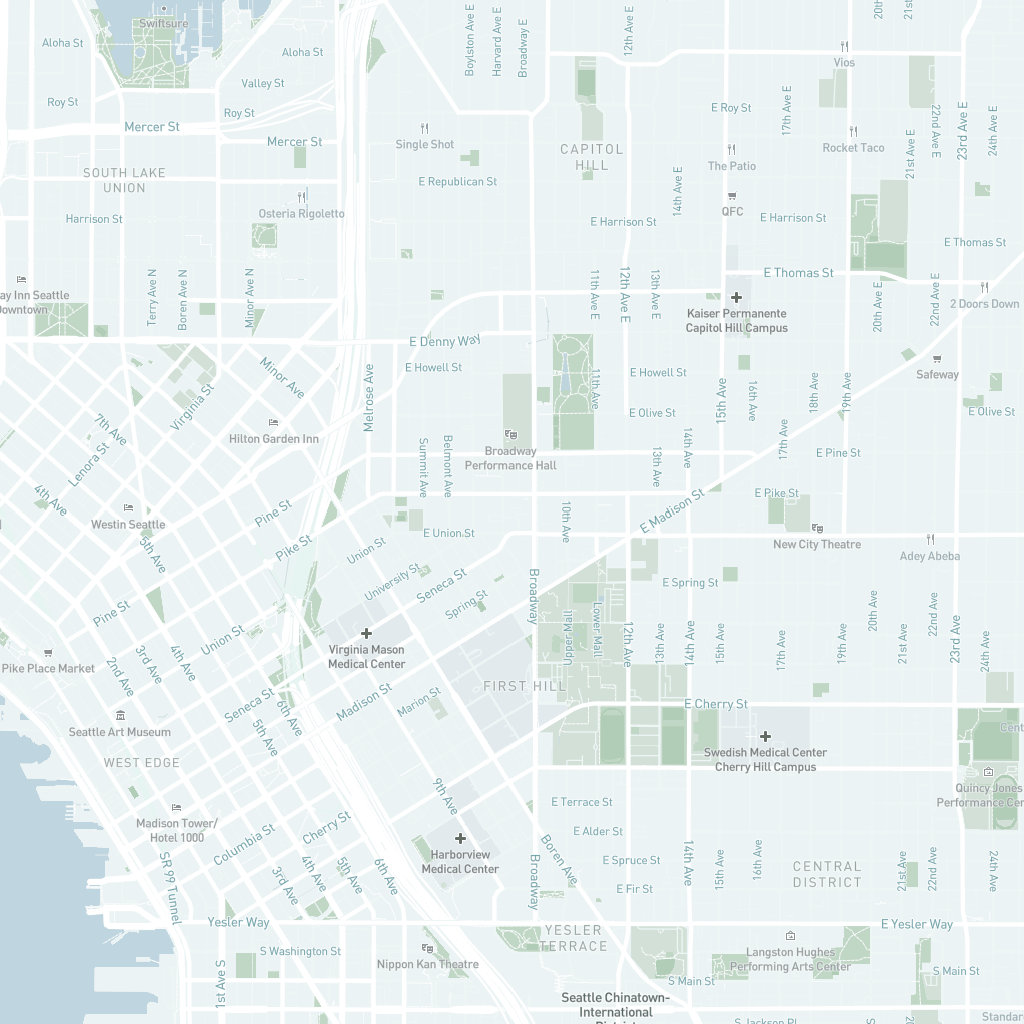 Swiftsure
Aloha St
Aloha St
Valley St
Roy St
Roy St
Mercer St
Mercer St
SOUTH LAKE
UNION
Harrison St
Osteria Rigoletto
Single Shot
E Republican St
Boylston Ave E
Harvard Ave E
Broadway E
12th Ave E
CAPITOL
HILL
E Roy St
The Patio
QFC
14th Ave E
17th Ave E
Vios
Rocket Taco
20th
21st
21st Ave E
22nd Ave E
23rd Ave E
24th Ave E
E Harrison St
E Harrison St
E Thomas St
E Thomas St
2 Doors Down
ay Inn Seattle
Downtown
Terry Ave N
Boren Ave N
Minor Ave N
11th Ave E
12th Ave E
13th Ave E
Kaiser Permanente
Capitol Hill Campus
20th Ave E
22nd Ave E
E Denny Way
E Howell St
E Howell St
Safeway
Minor Ave
Virginia St
Hilton Garden Inn
Melrose Ave
11th Ave
15th Ave
16th Ave
18th Ave
19th Ave
E Olive St
E Olive St
7th Ave
Lenora St
4th Ave
Westin Seattle
5th Ave
Summit Ave
Belmont Ave
Broadway
Performance Hall
13th Ave
14th Ave
17th Ave
E Pine St
E Pike St
Pine St
Pike St
Union St
E Union St
10th Ave
E Madison St
New City Theatre
Adey Abeba
University St
Seneca St
Spring St
E Spring St
Pine St
Union St
Broadway
Upper Mall
Lower Mall
12th Ave
13th Ave
14th Ave
15th Ave
17th Ave
19th Ave
20th Ave
21st Ave
22nd Ave
23rd Ave
24th Ave
Virginia Mason
Medical Center
Pike Place Market
2nd Ave
3rd Ave
4th Ave
Seneca St
Madison St
Marion St
FIRST HILL
E Cherry St
Seattle Art Museum
5th Ave
6th Ave
WEST EDGE
Swedish Medical Center
Cherry Hill Campus
Cent
Quincy Jones
Performance Cen
Madison Tower/
Hotel 1000
9th Ave
E Terrace St
E Alder St
Columbia St
Cherry St
Harborview
Medical Center
Boren Ave
E Spruce St
E Fir St
SR 99 Tunnel
3rd Ave
4th Ave
5th Ave
6th Ave
Broadway
14th Ave
15th Ave
16th Ave
CENTRAL
DISTRICT
21st Ave
22nd Ave
24th Ave
Yesler Way
E Yesler Way
S Washington St
1st Ave S
Nippon Kan Theatre
YESLER
TERRACE
Langston Hughes
Performing Arts Center
S Main St
S Main St
Seattle Chinatown-
International
S Jackson Pl
Standar